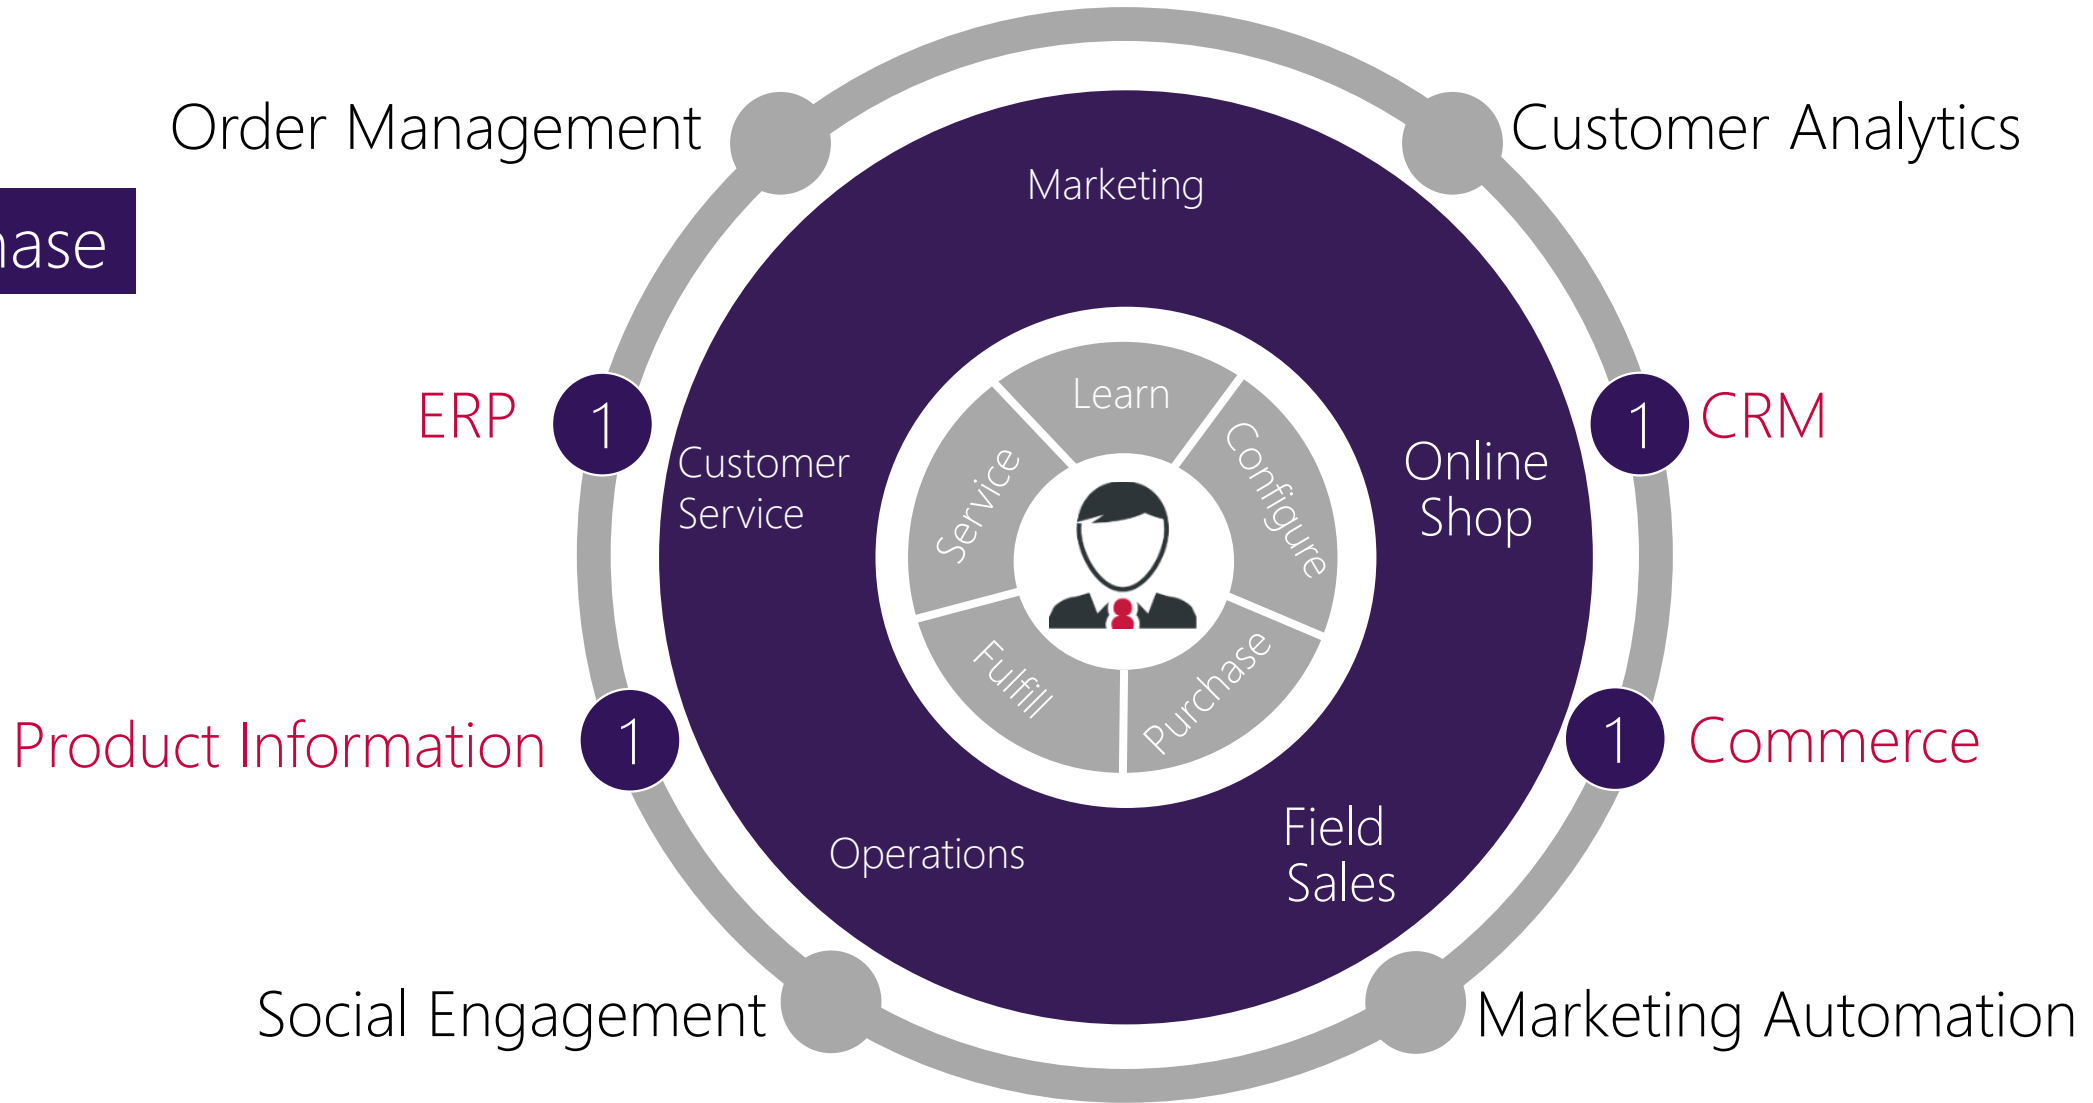 Order Management
Customer Analytics
Marketing
hase
Learn
ERP
1
1
CRM
Customer
Service
Service
Configure
Online
Shop
Fulfill
Purchase
Product Information
1
1
Commerce
Operations
Field
Sales
Social Engagement
Marketing Automation